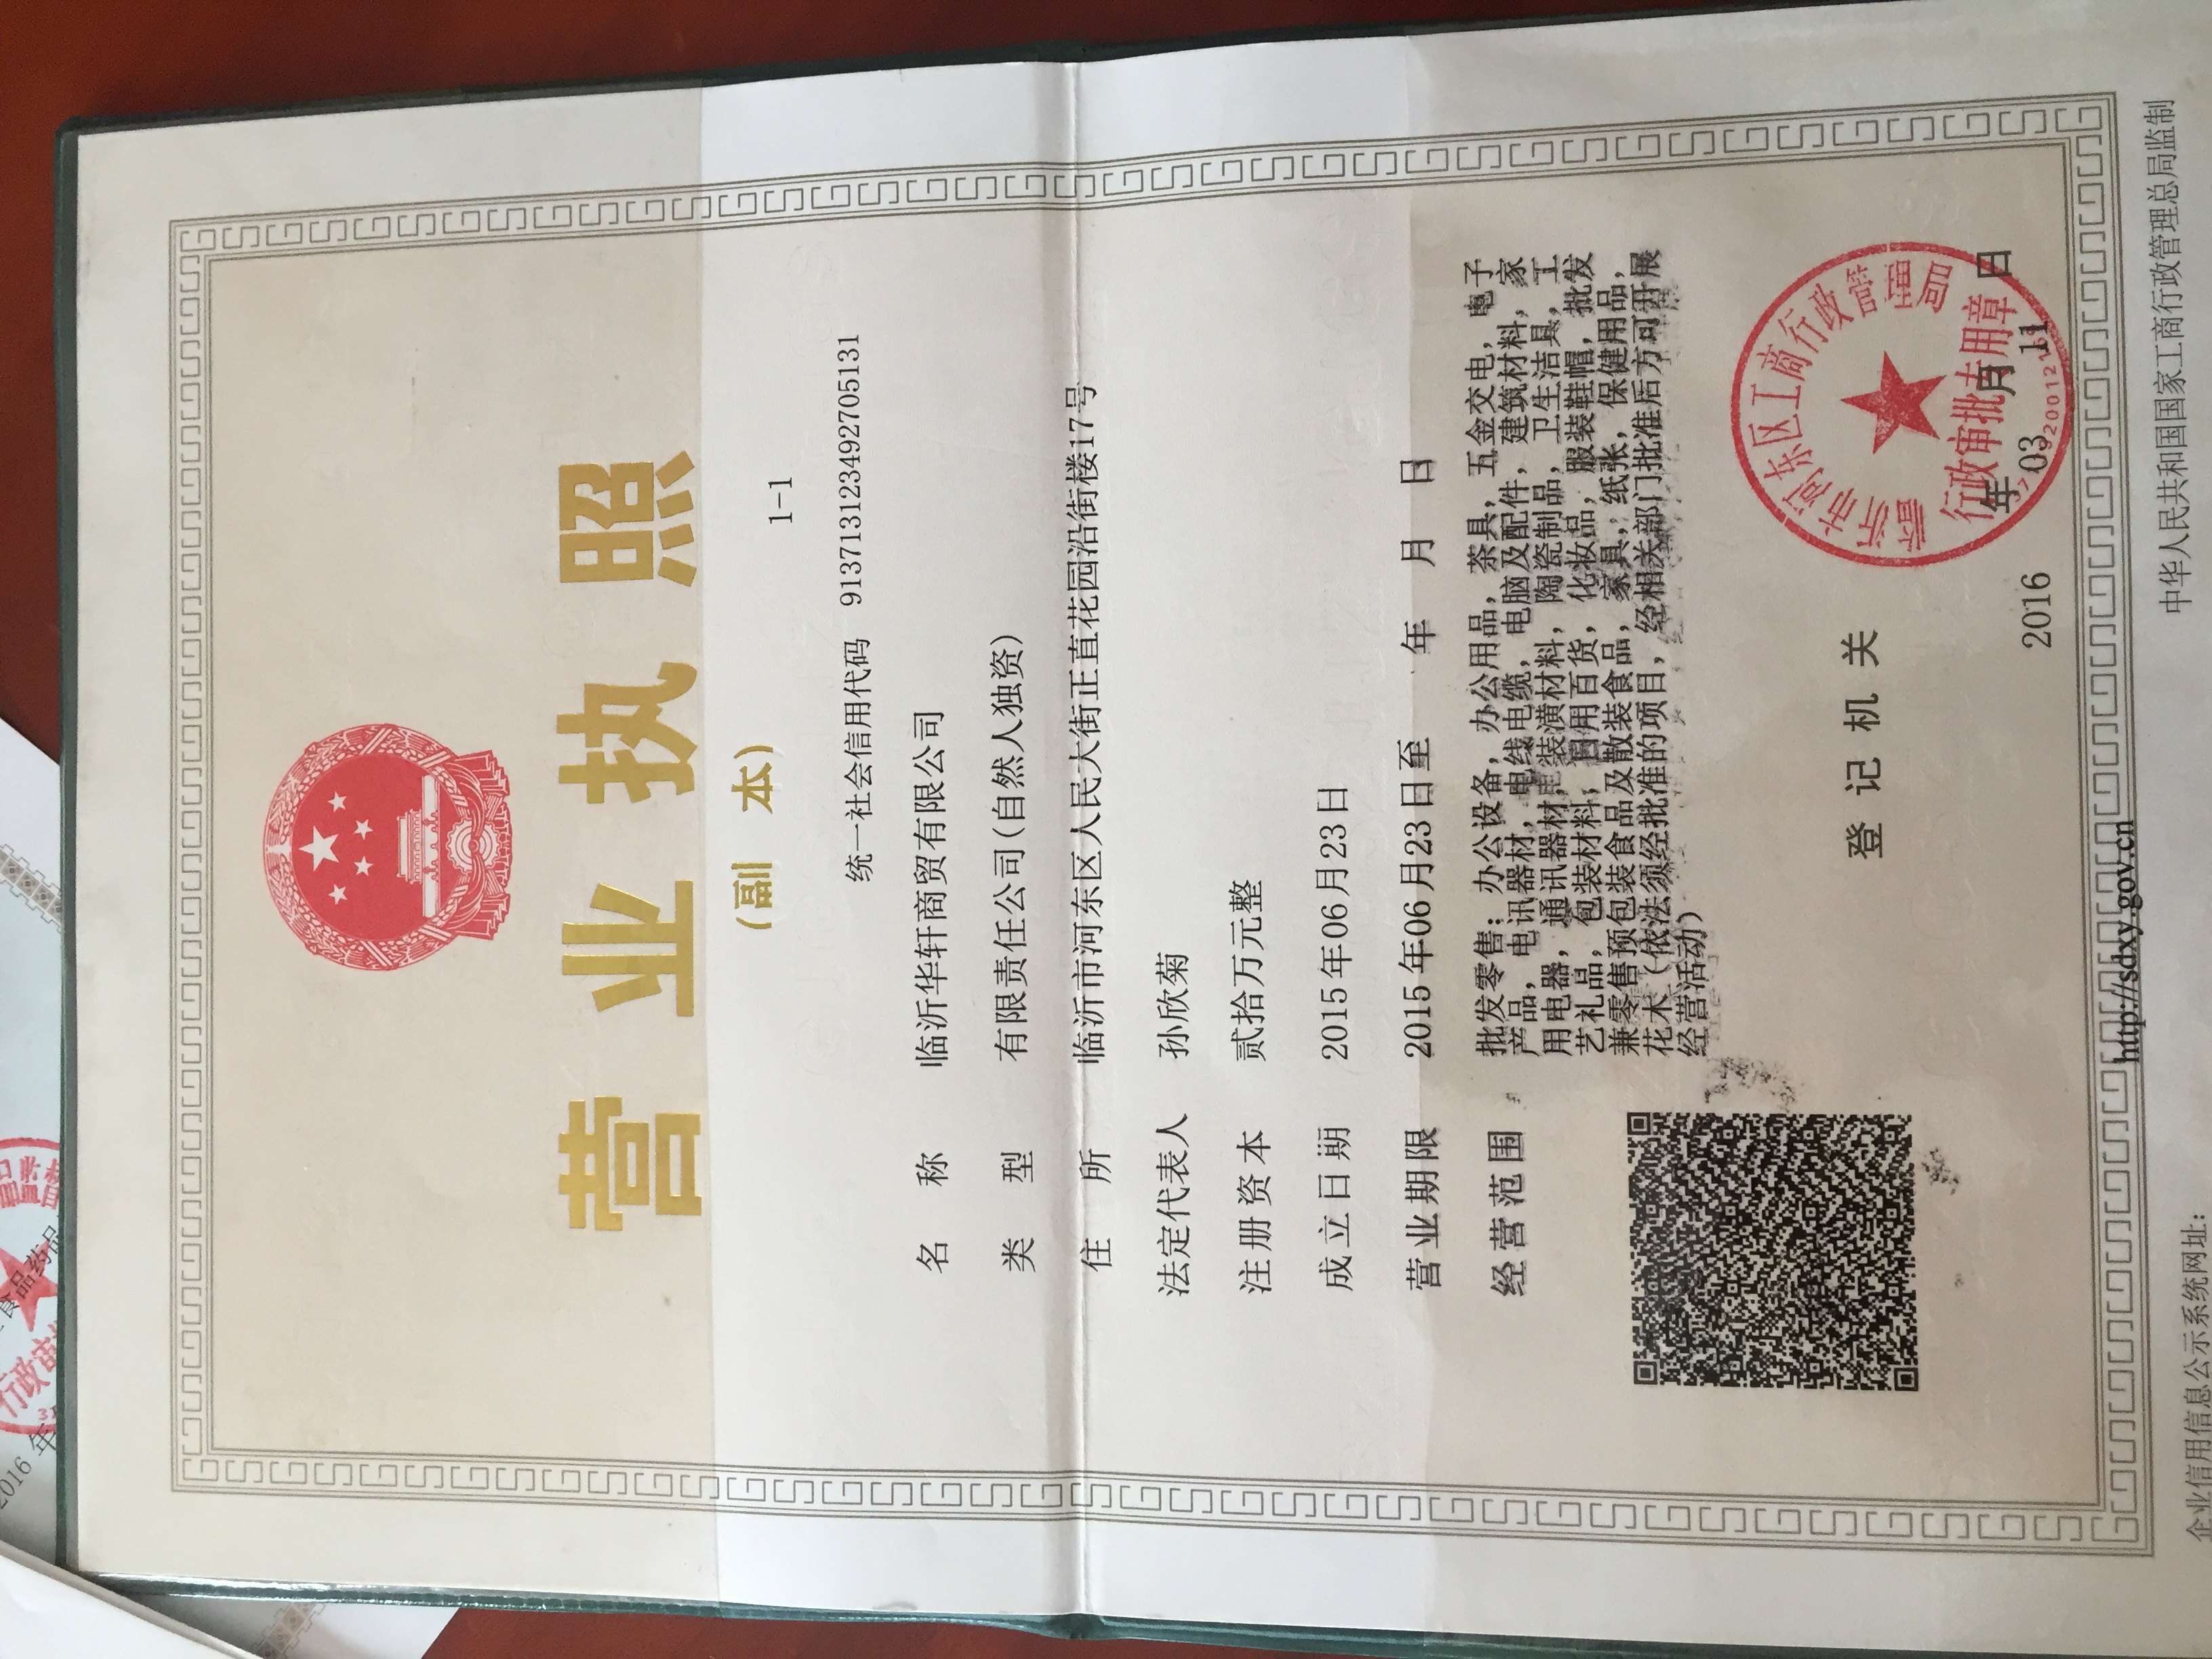 营业执照
(副 本)
1-1
统一社会信用代码 913713123492705131
名 称 临沂华轩商贸有限公司
类 型 有限责任公司(自然人独资)
住 所 临沂市河东区人民大街正直花园沿街楼17号
法定代表人 孙欣菊
注册资本 贰拾万元整
成立日期 2015年06月23日
营业期限 2015年06月23日至 年 月 日
经营范围 批发零售：办公设备，办公用品，茶具，五金交电，电子
产品，电讯器材，电线电缆，电脑及配件，建筑材料，家
用电器，通讯器材，装潢材料，陶瓷制品，卫生洁具，工
艺礼品，包装材料，日用百货，化妆品，服装鞋帽，批发
兼零售预包装食品及散装食品，家具，纸张，保健用品，
花木（依法须经批准的项目，经相关部门批准后方可开展
经营活动）
登记机关
临沂市河东区工商行政管理局
行政审批专用章
2016 年 03 月 11 日
企业信用信息公示系统网址：
http://sdxy.gov.cn
中华人民共和国国家工商行政管理总局监制
食品药品
行政审
2016 年